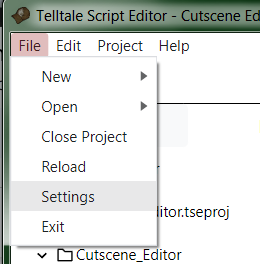 Telltale Script Editor - Cutscene Ed
File Edit Project Help
New
Open
Close Project
Reload
Settings
ditor.tseproj
Exit
Cutscene_Editor